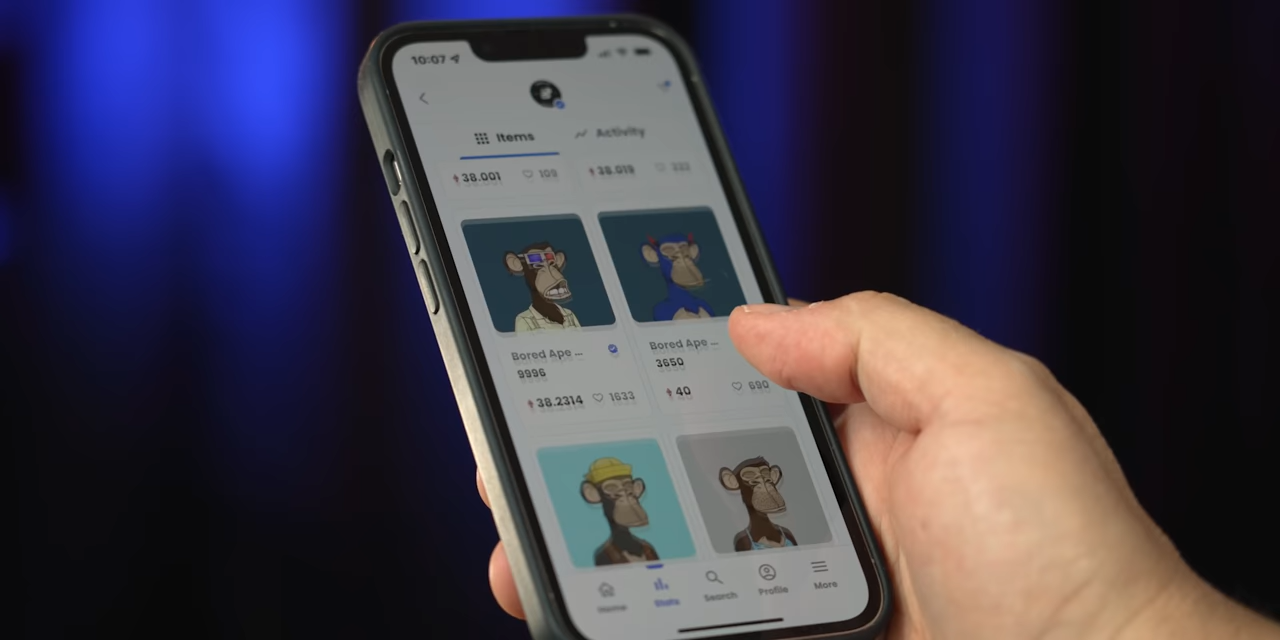 10:07
Items
Activity
38.001 109
38.019 332
Bored Ape ...
9996
38.2314 1633
Bored Ape ...
3650
40 690
Home
Stats
Search
Profile
More